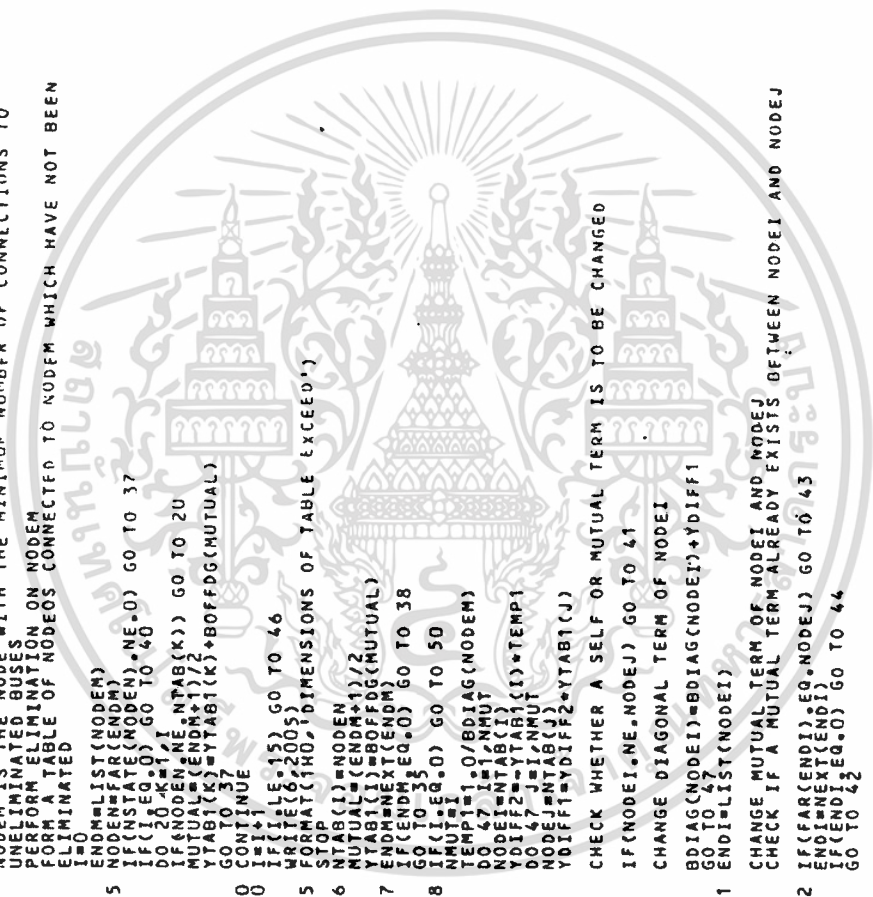 NODEM IS THE NODE WITH THE MINIMUM NUMBER OF CONNECTIONS TO
UNELIMINATED BUSES
PERFORM ELIMINATION ON NODEM
FORM A TABLE OF NODEOS CONNECTED TO NODEM WHICH HAVE NOT BEEN
ELIMINATED
I=0
ENDM=LIST(NODEM)
5 NODEN=FAR(ENDM)
IF(NSTATE(NODEN).NE.0) GO TO 37
IF(I.EQ.0) GO TO 40
DO 20 K=1,I
IF(NODEN.NE.NTAB(K)) GO TO 20
MUTUAL=(ENDM+1)/2
YTAB1(K)=YTAB1(K)+BOFFDG(MUTUAL)
GO TO 37
0 CONTINUE
0 I=I+1
IF(I.LE.15) GO TO 46
WRITE(6,2005)
5 FORMAT(1H0,'DIMENSIONS OF TABLE EXCEED')
STOP
6 NTAB(I)=NODEN
MUTUAL=(ENDM+1)/2
YTAB1(I)=BOFFDG(MUTUAL)
7 ENDM=NEXT(ENDM)
IF(ENDM.EQ.0) GO TO 38
GO TO 35
8 IF(I.EQ.0) GO TO 50
NMUT=I
TEMP1=1.0/BDIAG(NODEM)
DO 47 I=1,NMUT
NODEI=NTAB(I)
YDIFF2=-YTAB1(I)*TEMP1
DO 47 J=I,NMUT
NODEJ=NTAB(J)
YDIFF1=YDIFF2*YTAB1(J)
CHECK WHETHER A SELF OR MUTUAL TERM IS TO BE CHANGED
IF(NODEI.NE.NODEJ) GO TO 41
CHANGE DIAGONAL TERM OF NODEI
BDIAG(NODEI)=BDIAG(NODEI)+YDIFF1
GO TO 47
1 ENDI=LIST(NODEI)
CHANGE MUTUAL TERM OF NODEI AND NODEJ
CHECK IF A MUTUAL TERM ALREADY EXISTS BETWEEN NODEI AND NODEJ
2 IF(FAR(ENDI).EQ.NODEJ) GO TO 43
ENDI=NEXT(ENDI)
IF(ENDI.EQ.0) GO TO 44
GO TO 42